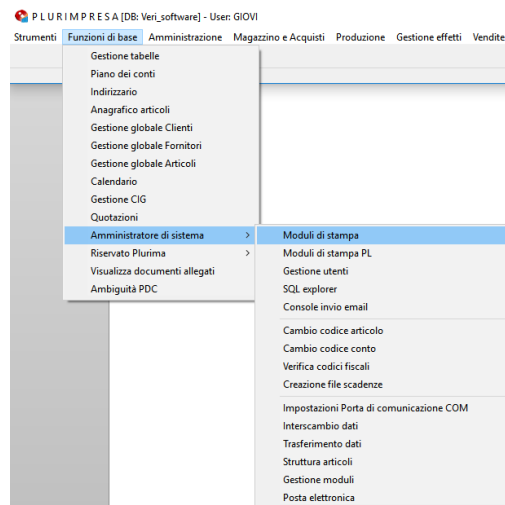 P L U R I M P R E S A [DB: Veri_software] - User: GIOVI
Strumenti Funzioni di base Amministrazione Magazzino e Acquisti Produzione Gestione effetti Vendite
Gestione tabelle
Piano dei conti
Indirizzario
Anagrafico articoli
Gestione globale Clienti
Gestione globale Fornitori
Gestione globale Articoli
Calendario
Gestione CIG
Quotazioni
Amministratore di sistema >
Riservato Plurima >
Visualizza documenti allegati
Ambiguità PDC
Moduli di stampa
Moduli di stampa PL
Gestione utenti
SQL explorer
Console invio email
Cambio codice articolo
Cambio codice conto
Verifica codici fiscali
Creazione file scadenze
Impostazioni Porta di comunicazione COM
Interscambio dati
Trasferimento dati
Struttura articoli
Gestione moduli
Posta elettronica